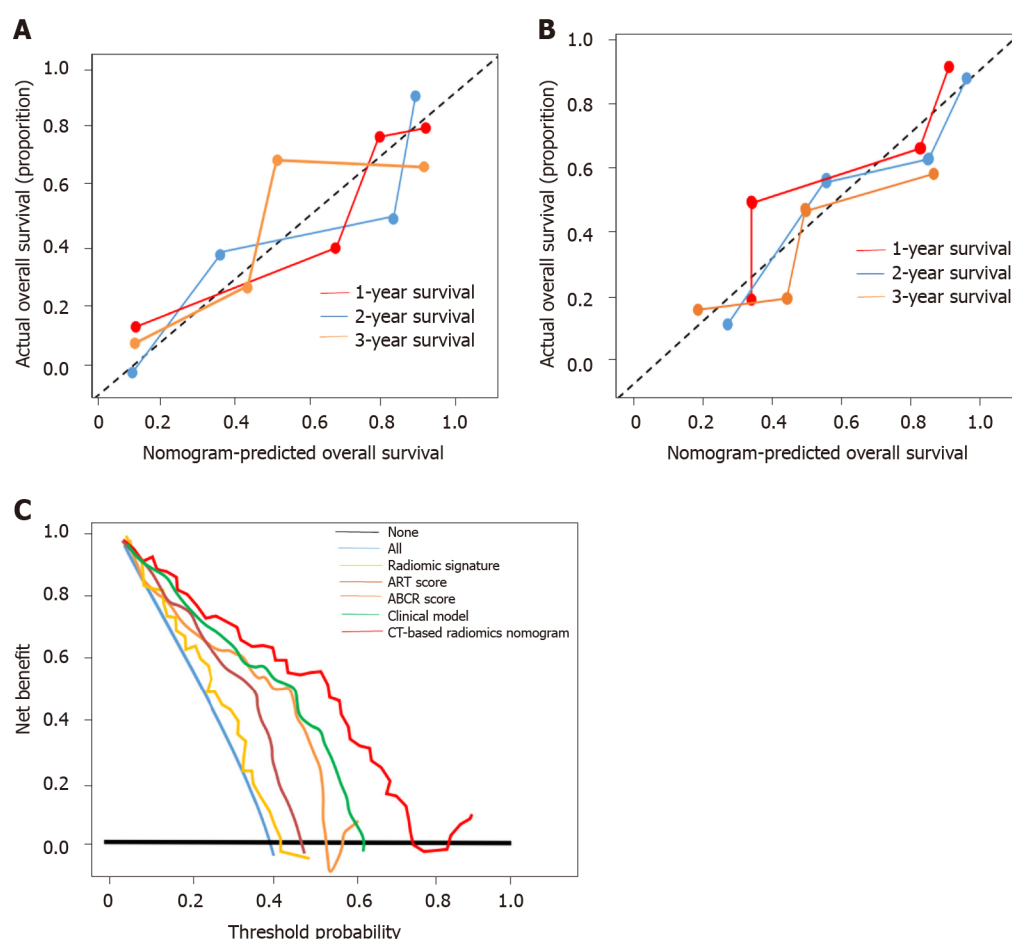 A
Actual overall survival (proportion)
1.0
0.8
0.6
0.4
0.2
0.0
1-year survival
2-year survival
3-year survival
0
0.2
0.4
0.6
0.8
1.0
Nomogram-predicted overall survival
B
Actual overall survival (proportion)
1.0
0.8
0.6
0.4
0.2
0.0
1-year survival
2-year survival
3-year survival
0
0.2
0.4
0.6
0.8
1.0
Nomogram-predicted overall survival
C
Net benefit
1.0
0.8
0.6
0.4
0.2
0.0
None
All
Radiomic signature
ART score
ABCR score
Clinical model
CT-based radiomics nomogram
0
0.2
0.4
0.6
0.8
1.0
Threshold probability